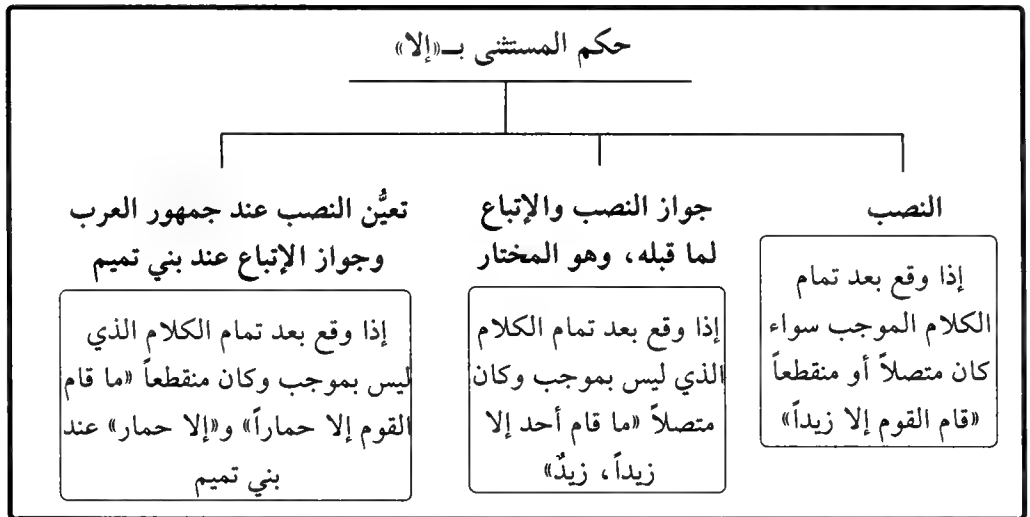 حكم المستثنى بـ«إلا»
النصب
إذا وقع بعد تمام
الكلام الموجب سواء
كان متصلاً أو منقطعاً
«قام القوم إلا زيداً»
جواز النصب والإتباع
لما قبله، وهو المختار
إذا وقع بعد تمام الكلام
الذي ليس بموجب وكان
متصلاً «ما قام أحد إلا
زيداً، زيدٌ»
تعيُّن النصب عند جمهور العرب
وجواز الإتباع عند بني تميم
إذا وقع بعد تمام الكلام الذي
ليس بموجب وكان منقطعاً «ما قام
القوم إلا حماراً» و«إلا حمار» عند
بني تميم